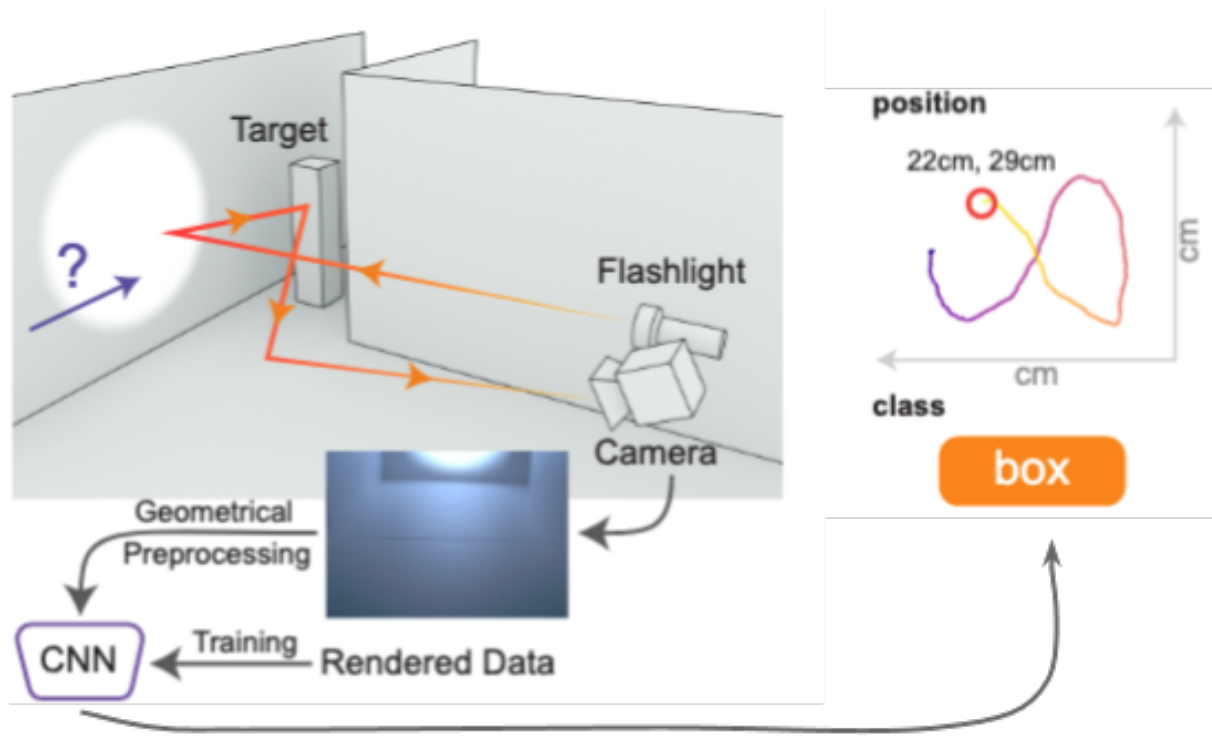 Target
?
Flashlight
Camera
Geometrical
Preprocessing
CNN
Training
Rendered Data
position
22cm, 29cm
cm
cm
class
box